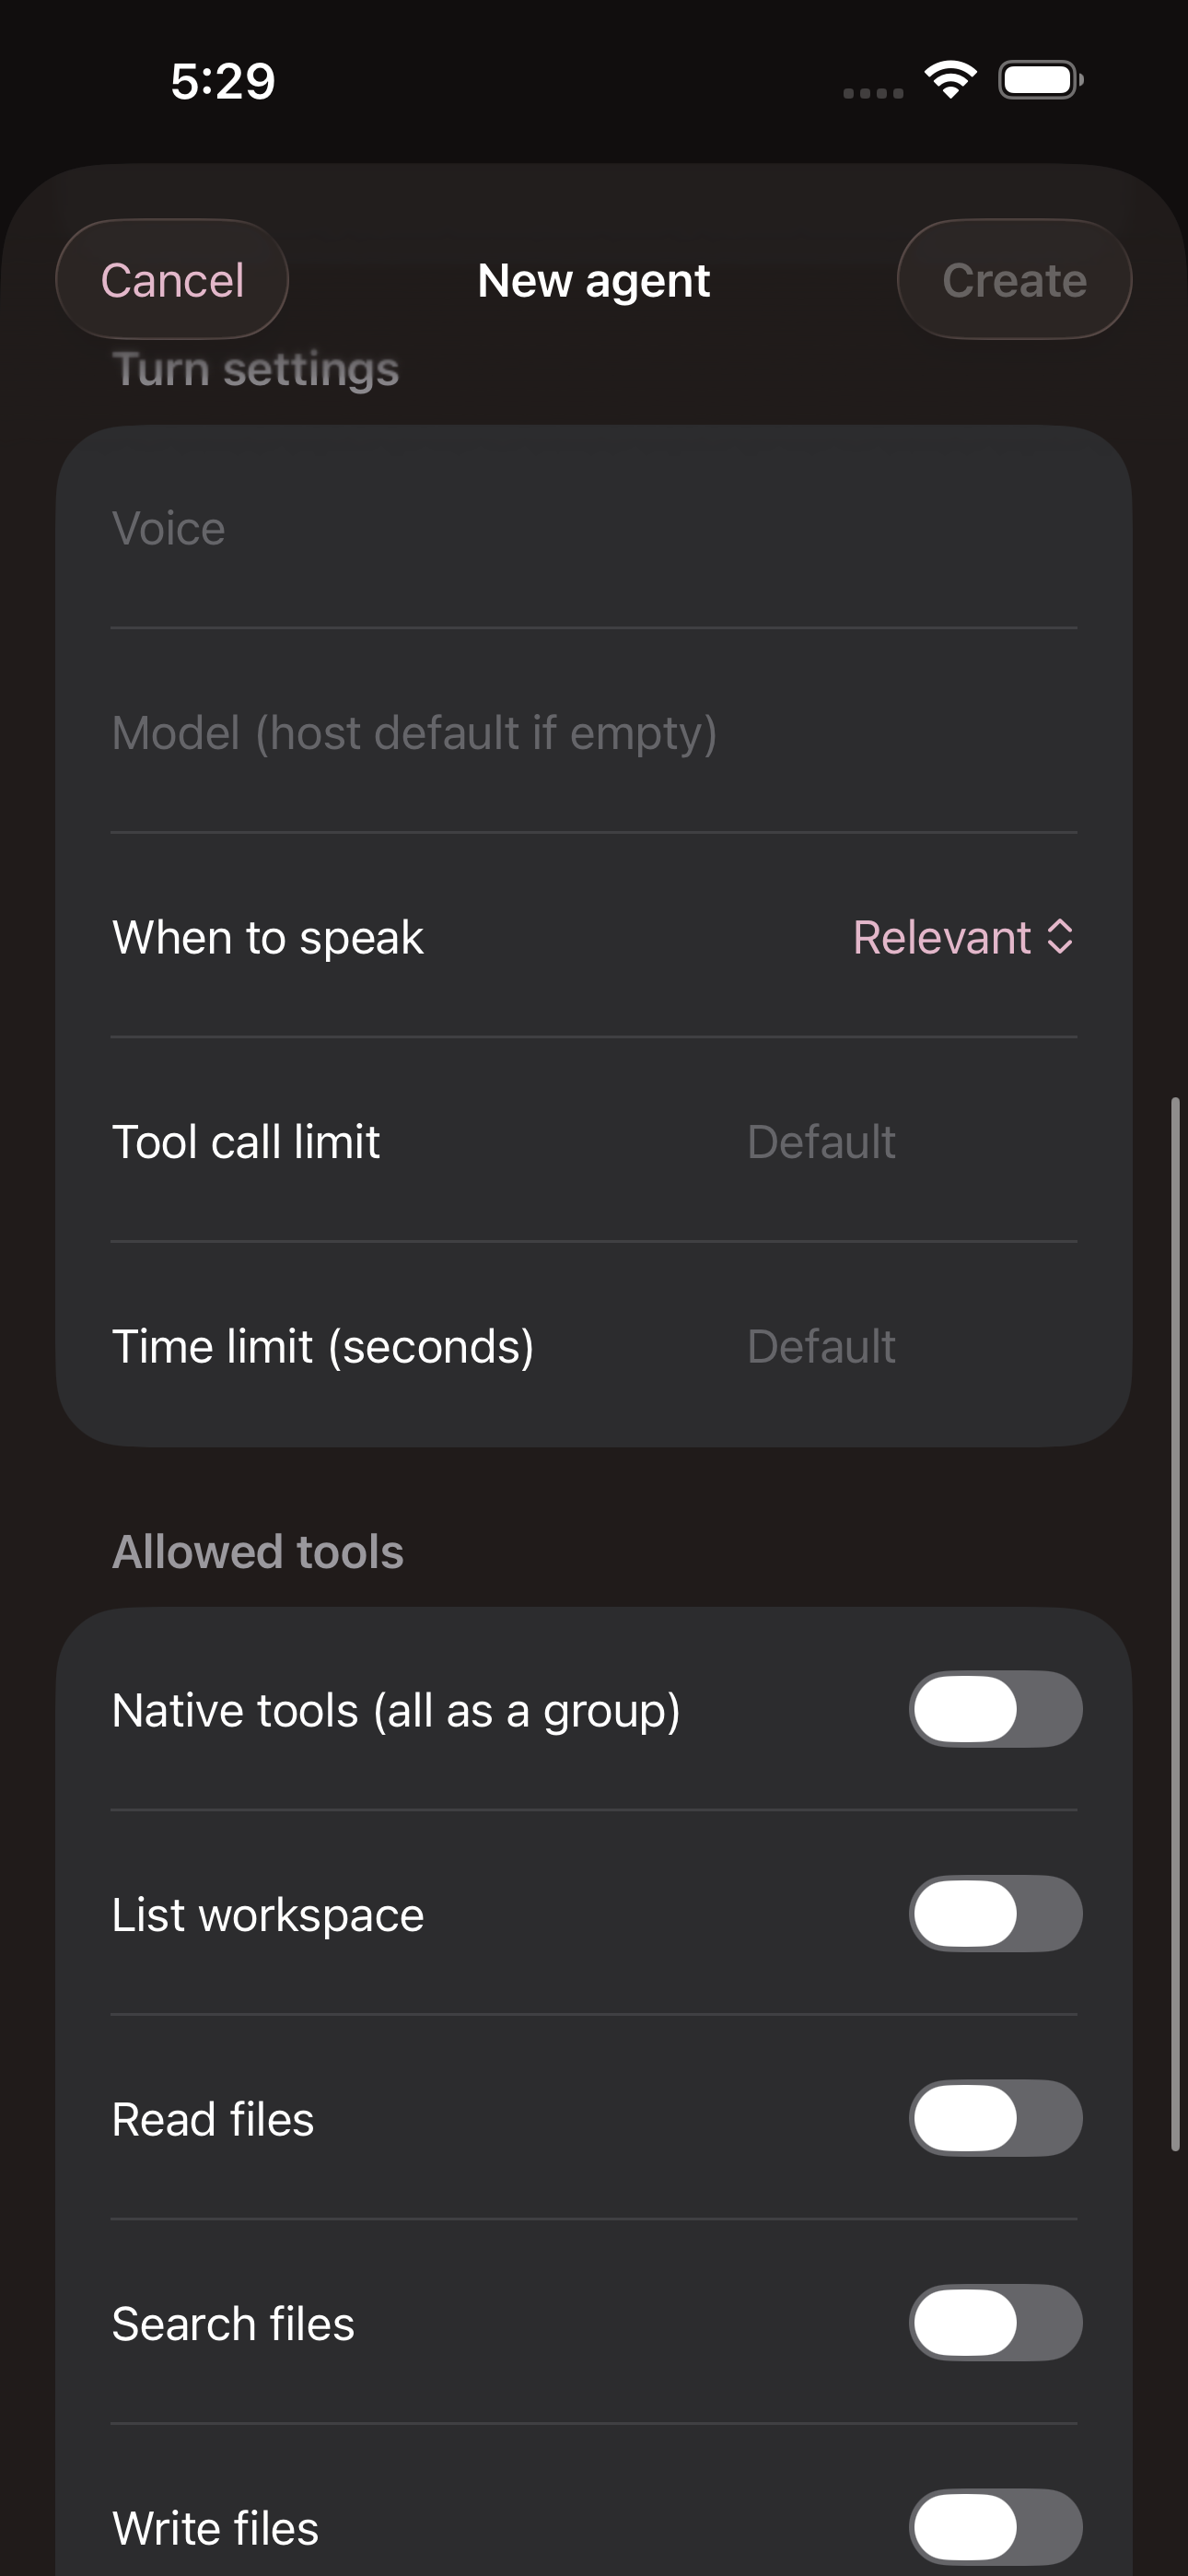 5:29
Cancel
New agent
Create
Turn settings
Voice
Model (host default if empty)
When to speak
Relevant
Tool call limit
Default
Time limit (seconds)
Default
Allowed tools
Native tools (all as a group)
List workspace
Read files
Search files
Write files